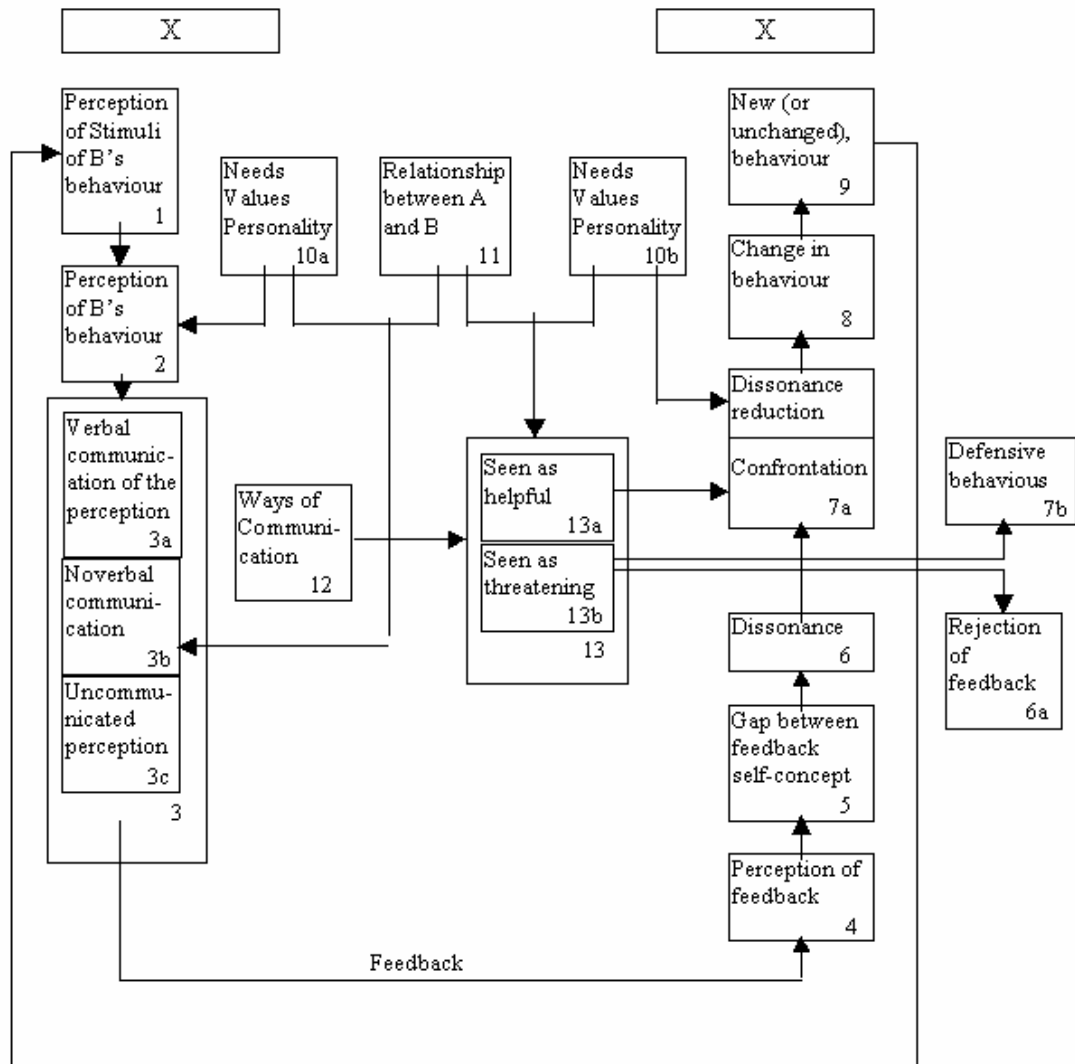 X
X
Perception
of Stimuli
of B's
behaviour
1
New (or
unchanged),
behaviour
9
Needs
Values
Personality
10a
Relationship
between A
and B
11
Needs
Values
Personality
10b
Perception
of B's
behaviour
2
Change in
behaviour
8
Verbal
communic-
ation of the
perception
3a
Noverbal
communi-
cation
3b
Uncommu-
nicated
perception
3c
3
Ways of
Communi-
cation
12
Seen as
helpful
13a
Seen as
threatening
13b
13
Dissonance
reduction
Confrontation
7a
Defensive
behavious
7b
Dissonance
6
Rejection
of
feedback
6a
Gap between
feedback
self-concept
5
Perception of
feedback
4
Feedback